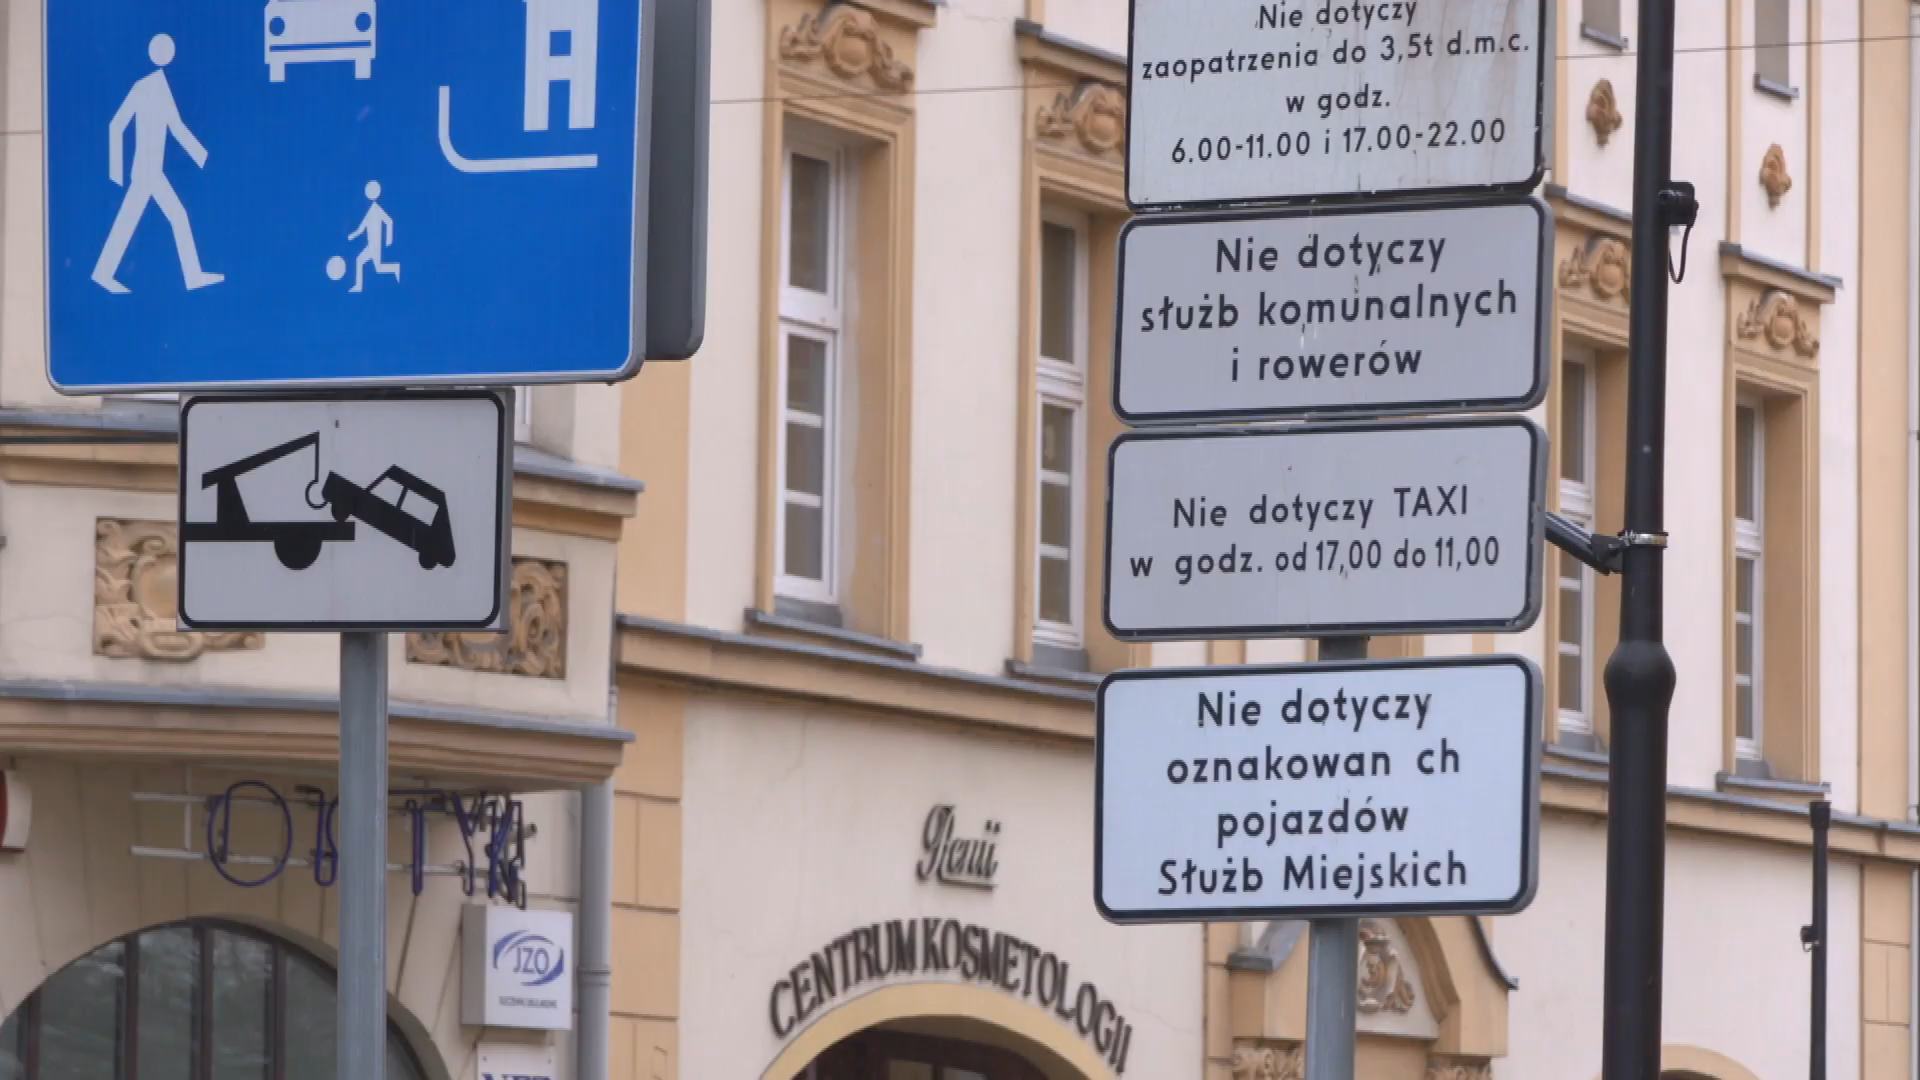 Nie dotyczy
zaopatrzenia do 3,5t d.m.c.
w godz.
6.00-11.00 i 17.00-22.00
Nie dotyczy
służb komunalnych
i rowerów
Nie dotyczy TAXI
w godz. od 17,00 do 11,00
Nie dotyczy
oznakowan ch
pojazdów
Służb Miejskich
CENTRUM KOSMETOLOGII
JZO